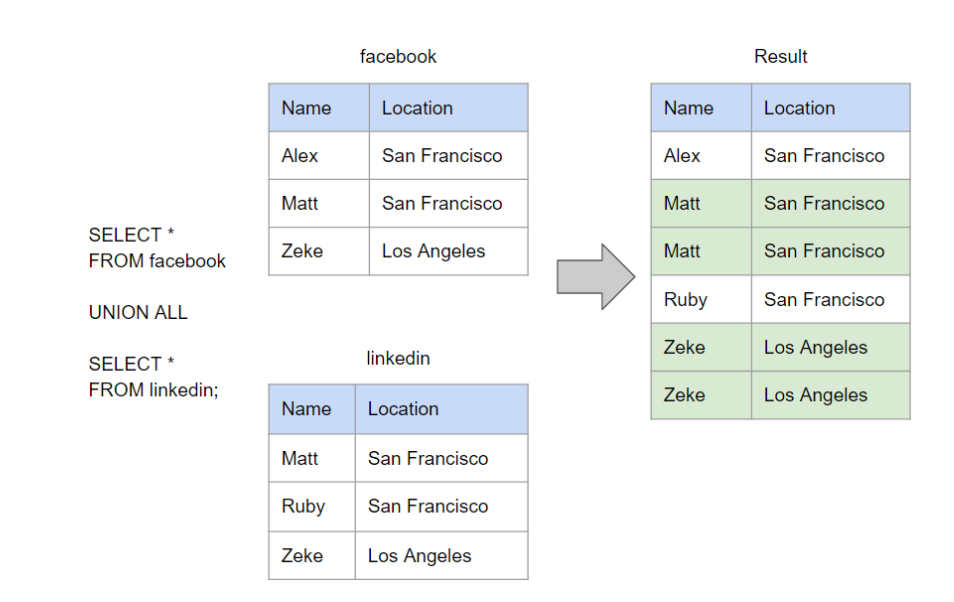 SELECT *
FROM facebook
UNION ALL
SELECT *
FROM linkedin;
facebook
Name Location
Alex San Francisco
Matt San Francisco
Zeke Los Angeles
linkedin
Name Location
Matt San Francisco
Ruby San Francisco
Zeke Los Angeles
Result
Name Location
Alex San Francisco
Matt San Francisco
Matt San Francisco
Ruby San Francisco
Zeke Los Angeles
Zeke Los Angeles